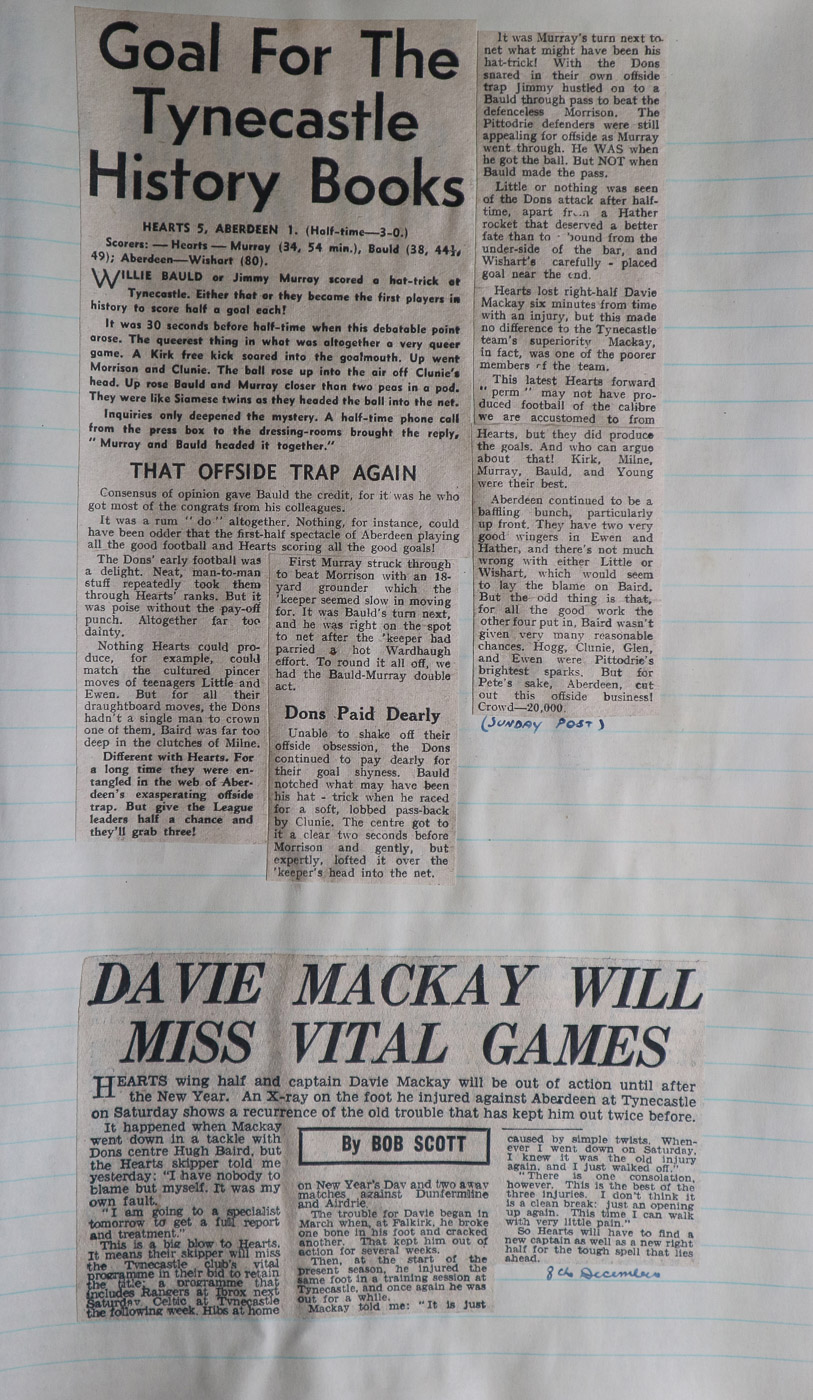 Goal For The
Tynecastle
History Books
HEARTS 5, ABERDEEN 1. (Half-time—3-0.)
Scorers: — Hearts — Murray (34, 54 min.), Bauld (38, 44½,
49); Aberdeen—Wishart (80).
WILLIE BAULD or Jimmy Murray scored a hat-trick at
Tynecastle. Either that or they became the first players in
history to score half a goal each!
It was 30 seconds before half-time when this debatable point
arose. The queerest thing in what was altogether a very queer
game. A Kirk free kick soared into the goalmouth. Up went
Morrison and Clunie. The ball rose up into the air off Clunie's
head. Up rose Bauld and Murray closer than two peas in a pod.
They were like Siamese twins as they headed the ball into the net.
Inquiries only deepened the mystery. A half-time phone call
from the press box to the dressing-rooms brought the reply,
" Murray and Bauld headed it together."
THAT OFFSIDE TRAP AGAIN
Consensus of opinion gave Bauld the credit, for it was he who
got most of the congrats from his colleagues.
It was a rum " do " altogether. Nothing, for instance, could
have been odder that the first-half spectacle of Aberdeen playing
all the good football and Hearts scoring all the good goals!
The Dons' early football was
a delight. Neat, man-to-man
stuff repeatedly took them
through Hearts' ranks. But it
was poise without the pay-off
punch. Altogether far too
dainty.
Nothing Hearts could pro-
duce, for example, could
match the cultured pincer
moves of teenagers Little and
Ewen. But for all their
draughtboard moves, the Dons
hadn't a single man to crown
one of them, Baird was far too
deep in the clutches of Milne.
Different with Hearts. For
a long time they were en-
tangled in the web of Aber-
deen's exasperating offside
trap. But give the League
leaders half a chance and
they'll grab three!
First Murray struck through
to beat Morrison with an 18-
yard grounder which the
'keeper seemed slow in moving
for. It was Bauld's turn next,
and he was right on the spot
to net after the 'keeper had
parried a hot Wardhaugh
effort. To round it all off, we
had the Bauld-Murray double
act.
Dons Paid Dearly
Unable to shake off their
offside obsession, the Dons
continued to pay dearly for
their goal shyness. Bauld
notched what may have been
his hat - trick when he raced
for a soft, lobbed pass-back
by Clunie. The centre got to
it a clear two seconds before
Morrison and gently, but
expertly, lofted it over the
'keeper's head into the net.
It was Murray's turn next to
net what might have been his
hat-trick! With the Dons
snared in their own offside
trap Jimmy hustled on to a
Bauld through pass to beat the
defenceless Morrison. The
Pittodrie defenders were still
appealing for offside as Murray
went through. He WAS when
he got the ball. But NOT when
Bauld made the pass.
Little or nothing was seen
of the Dons attack after half-
time, apart from a Hather
rocket that deserved a better
fate than to bound from the
under-side of the bar, and
Wishart's carefully - placed
goal near the end.
Hearts lost right-half Davie
Mackay six minutes from time
with an injury, but this made
no difference to the Tynecastle
team's superiority Mackay,
in fact, was one of the poorer
members of the team.
This latest Hearts forward
" perm " may not have pro-
duced football of the calibre
we are accustomed to from
Hearts, but they did produce
the goals. And who can argue
about that! Kirk, Milne,
Murray, Bauld, and Young
were their best.
Aberdeen continued to be a
baffling bunch, particularly
up front. They have two very
good wingers in Ewen and
Hather, and there's not much
wrong with either Little or
Wishart, which would seem
to lay the blame on Baird.
But the odd thing is that,
for all the good work the
other four put in, Baird wasn't
given very many reasonable
chances. Hogg, Clunie, Glen,
and Ewen were Pittodrie's
brightest sparks. But for
Pete's sake, Aberdeen, cut
out this offside business!
Crowd—20,000.
(SUNDAY POST)
DAVIE MACKAY WILL
MISS VITAL GAMES
HEARTS wing half and captain Davie Mackay will be out of action until after
the New Year. An X-ray on the foot he injured against Aberdeen at Tynecastle
on Saturday shows a recurrence of the old trouble that has kept him out twice before.
It happened when Mackay
went down in a tackle with
Dons centre Hugh Baird, but
the Hearts skipper told me
yesterday: "I have nobody to
blame but myself. It was my
own fault.
"I am going to a specialist
tomorrow to get a full report
and treatment."
This is a big blow to Hearts.
It means their skipper will miss
the Tynecastle club's vital
programme in their bid to retain
the title; a programme that
includes Rangers at Ibrox next
Saturday, Celtic at Tynecastle
the following week, Hibs at home
By BOB SCOTT
on New Year's Day and two away
matches against Dunfermline
and Airdrie.
The trouble for Davie began in
March when, at Falkirk, he broke
one bone in his foot and cracked
another. That kept him out of
action for several weeks.
Then, at the start of the
present season, he injured the
same foot in a training session at
Tynecastle, and once again he was
out for a while.
Mackay told me: "It is just
caused by simple twists. When-
ever I went down on Saturday,
I knew it was the old injury
again, and I just walked off."
"There is one consolation,
however. This is the best of the
three injuries. I don't think it
is a clean break: just an opening
up again. This time I can walk
with very little pain."
So Hearts will have to find a
new captain as well as a new right
half for the tough spell that lies
ahead.
8th December